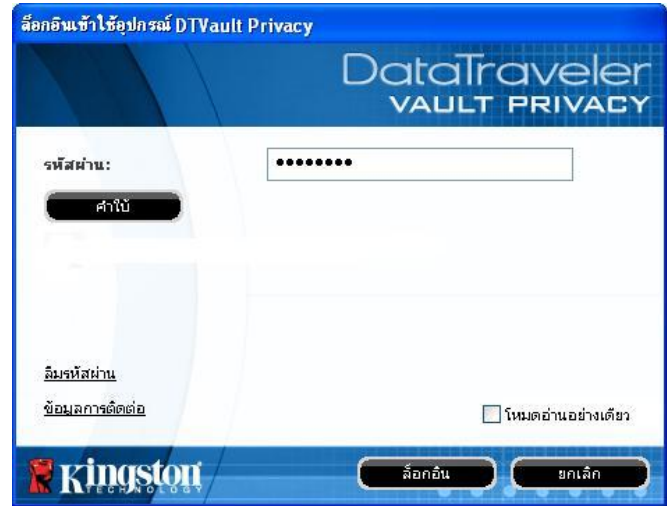 ล็อกอินเข้าใช้อุปกรณ์ DTVault Privacy
DataTraveler
VAULT PRIVACY
รหัสผ่าน: ••••••••
คำใบ้
ลืมรหัสผ่าน
ข้อมูลการติดต่อ
โหมดอ่านอย่างเดียว
Kingston
TECHNOLOGY
ล็อกอิน
ยกเลิก